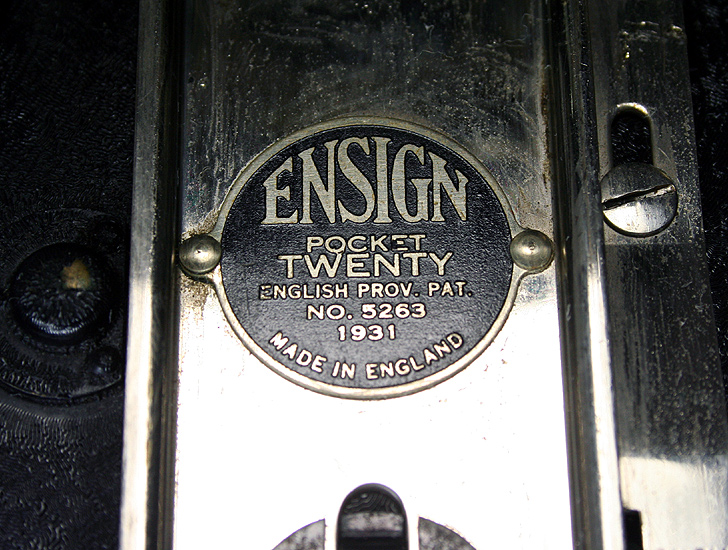 ENSIGN
POCKET
TWENTY
ENGLISH PROV. PAT.
NO. 5263
1931
MADE IN ENGLAND